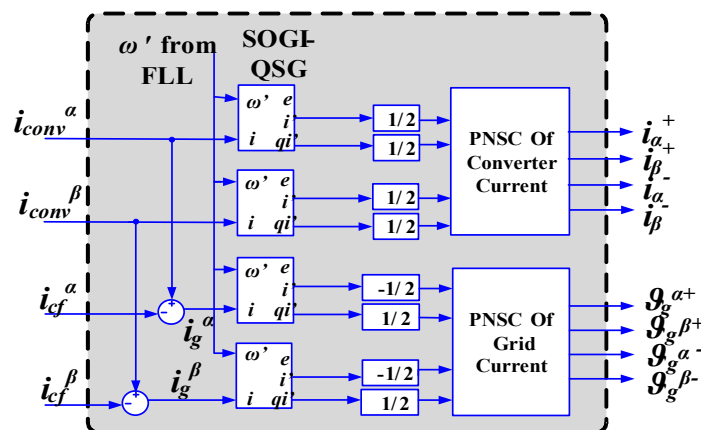 ω' from
FLL
SOGI-
QSG
i_conv^α
i_conv^β
i_cf^α
i_cf^β
ω' e
i'
i qi'
ω' e
i'
i qi'
ω' e
i'
i qi'
ω' e
i'
i qi'
1/2
1/2
1/2
1/2
-1/2
1/2
-1/2
1/2
PNSC Of
Converter
Current
PNSC Of
Grid
Current
i_α^+
i_β^+
i_α^-
i_β^-
ϑ_g^α+
ϑ_g^β+
ϑ_g^α-
ϑ_g^β-
+
-
i_g^α
+
-
i_g^β